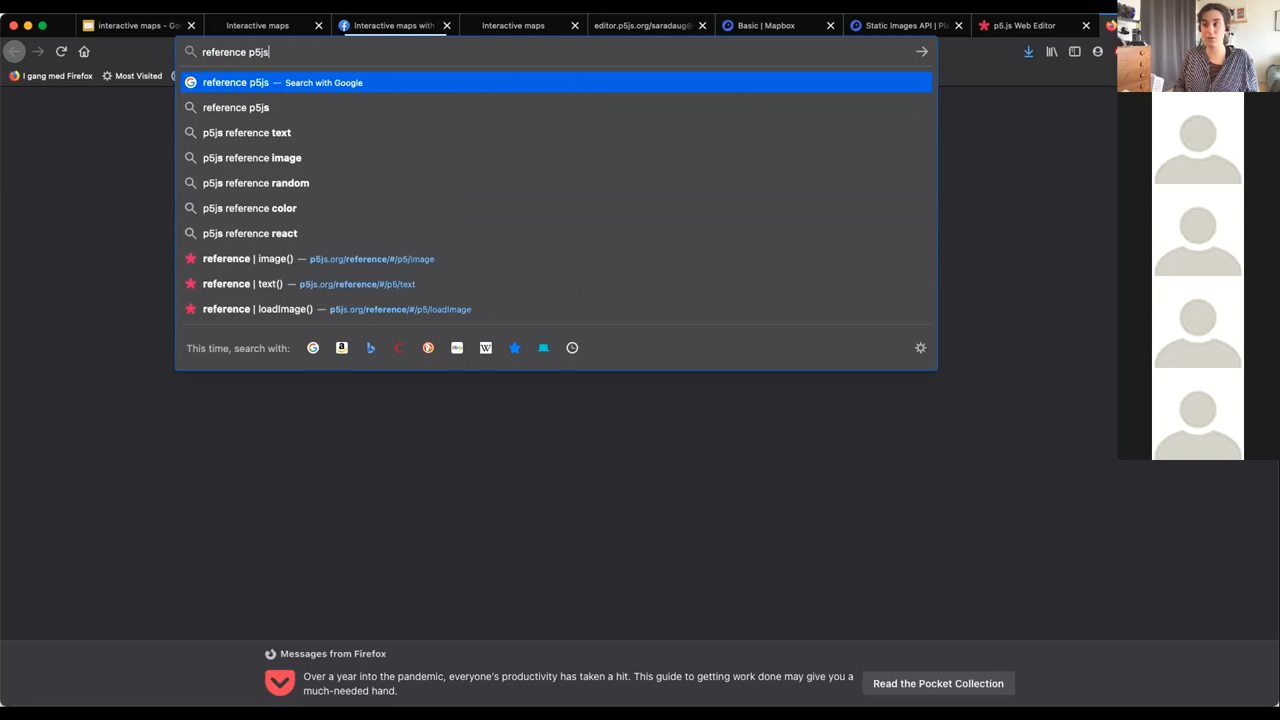 interactive maps - Go
Interactive maps
Interactive maps with
Interactive maps
editor.p5js.org/saradaug
Basic | Mapbox
Static Images API | Pl
p5.js Web Editor
reference p5js
I gang med Firefox
Most Visited
reference p5js — Search with Google
reference p5js
p5js reference text
p5js reference image
p5js reference random
p5js reference color
p5js reference react
reference | image() — p5js.org/reference/#/p5/image
reference | text() — p5js.org/reference/#/p5/text
reference | loadImage() — p5js.org/reference/#/p5/loadImage
This time, search with:
Messages from Firefox
Over a year into the pandemic, everyone's productivity has taken a hit. This guide to getting work done may give you a
much-needed hand.
Read the Pocket Collection